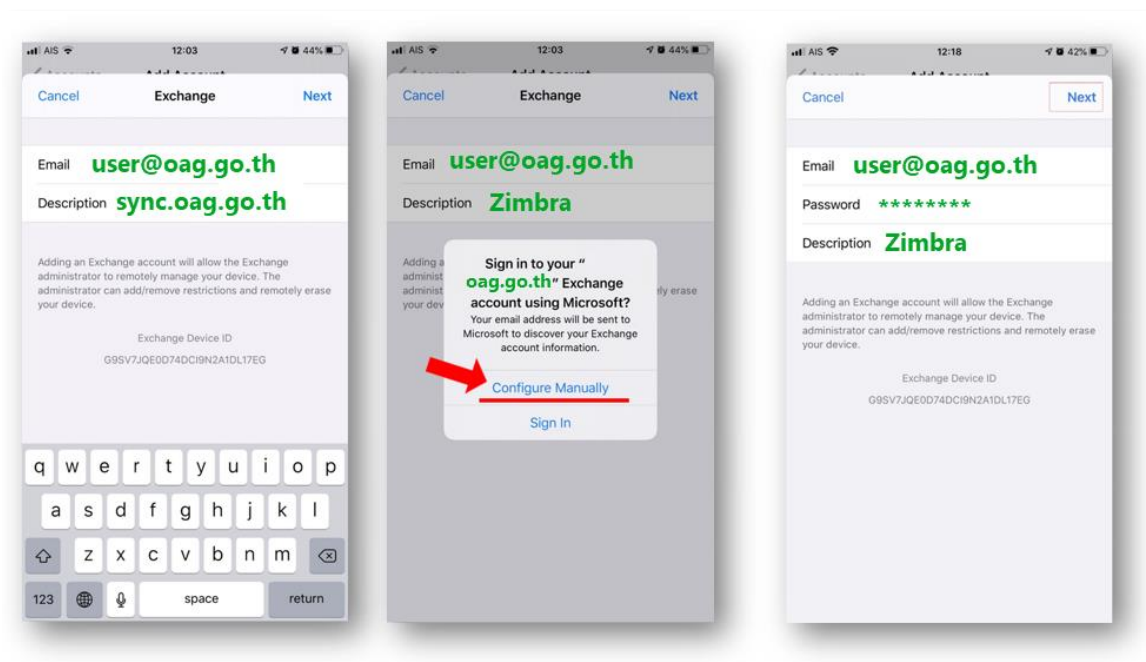 AIS 12:03 44%
Cancel Exchange Next
Email user@oag.go.th
Description sync.oag.go.th
Adding an Exchange account will allow the Exchange
administrator to remotely manage your device. The
administrator can add/remove restrictions and remotely erase
your device.
Exchange Device ID
G9SV7JQE0D74DCI9N2A1DL17EG
q w e r t y u i o p
a s d f g h j k l
z x c v b n m
123 space return
AIS 12:03 44%
Cancel Exchange Next
Email user@oag.go.th
Description Zimbra
Adding a
administ
administ ely erase
your dev
Sign in to your "
oag.go.th" Exchange
account using Microsoft?
Your email address will be sent to
Microsoft to discover your Exchange
account information.
Configure Manually
Sign In
AIS 12:18 42%
Cancel Next
Email user@oag.go.th
Password ********
Description Zimbra
Adding an Exchange account will allow the Exchange
administrator to remotely manage your device. The
administrator can add/remove restrictions and remotely erase
your device.
Exchange Device ID
G9SV7JQE0D74DCI9N2A1DL17EG